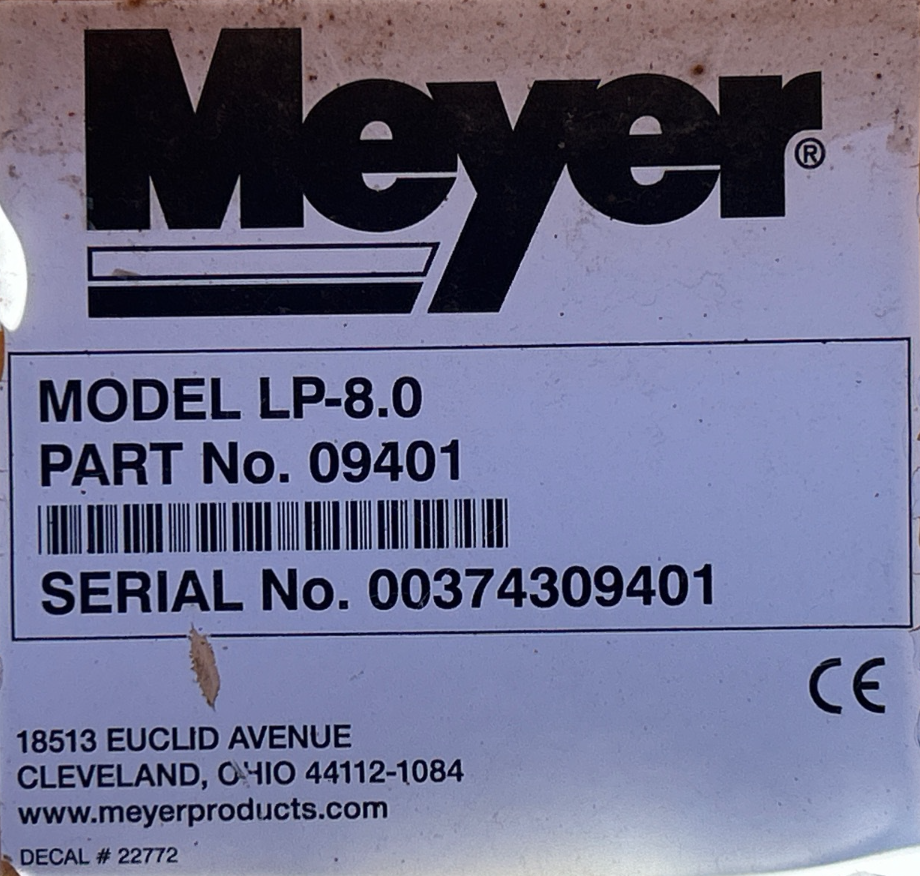 Meyer®
MODEL LP-8.0
PART No. 09401
SERIAL No. 00374309401
CE
18513 EUCLID AVENUE
CLEVELAND, OHIO 44112-1084
www.meyerproducts.com
DECAL # 22772